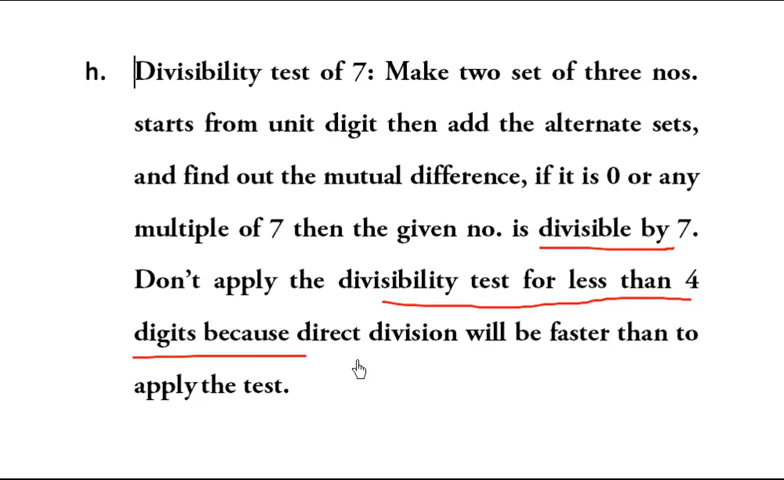 h. Divisibility test of 7: Make two set of three nos.
starts from unit digit then add the alternate sets,
and find out the mutual difference, if it is 0 or any
multiple of 7 then the given no. is divisible by 7.
Don't apply the divisibility test for less than 4
digits because direct division will be faster than to
apply the test.